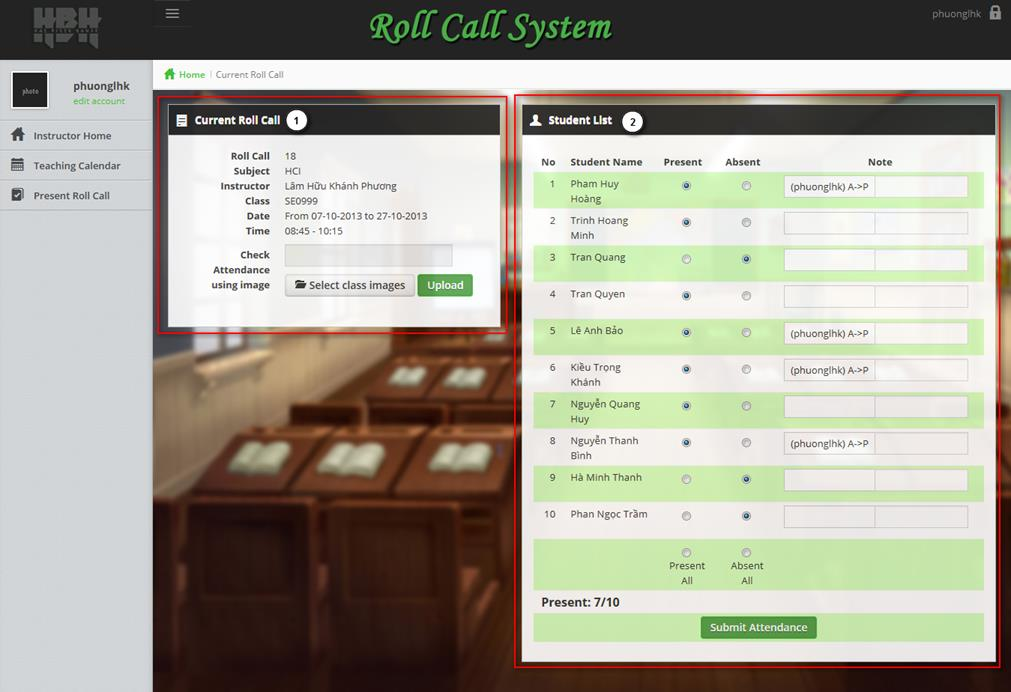 HBH
Roll Call System
phuonglhk
photo
phuonglhk
edit account
Instructor Home
Teaching Calendar
Present Roll Call
Home | Current Roll Call
Current Roll Call 1
Roll Call 18
Subject HCI
Instructor Lâm Hữu Khánh Phương
Class SE0999
Date From 07-10-2013 to 27-10-2013
Time 08:45 - 10:15
Check
Attendance
using image
Select class images Upload
Student List 2
No Student Name Present Absent Note
1 Pham Huy (phuonglhk) A->P
Hoàng
2 Trinh Hoang
Minh
3 Tran Quang
4 Tran Quyen
5 Lê Anh Bảo (phuonglhk) A->P
6 Kiều Trọng (phuonglhk) A->P
Khánh
7 Nguyễn Quang
Huy
8 Nguyễn Thanh (phuonglhk) A->P
Bình
9 Hà Minh Thanh
10 Phan Ngọc Trầm
Present Absent
All All
Present: 7/10
Submit Attendance